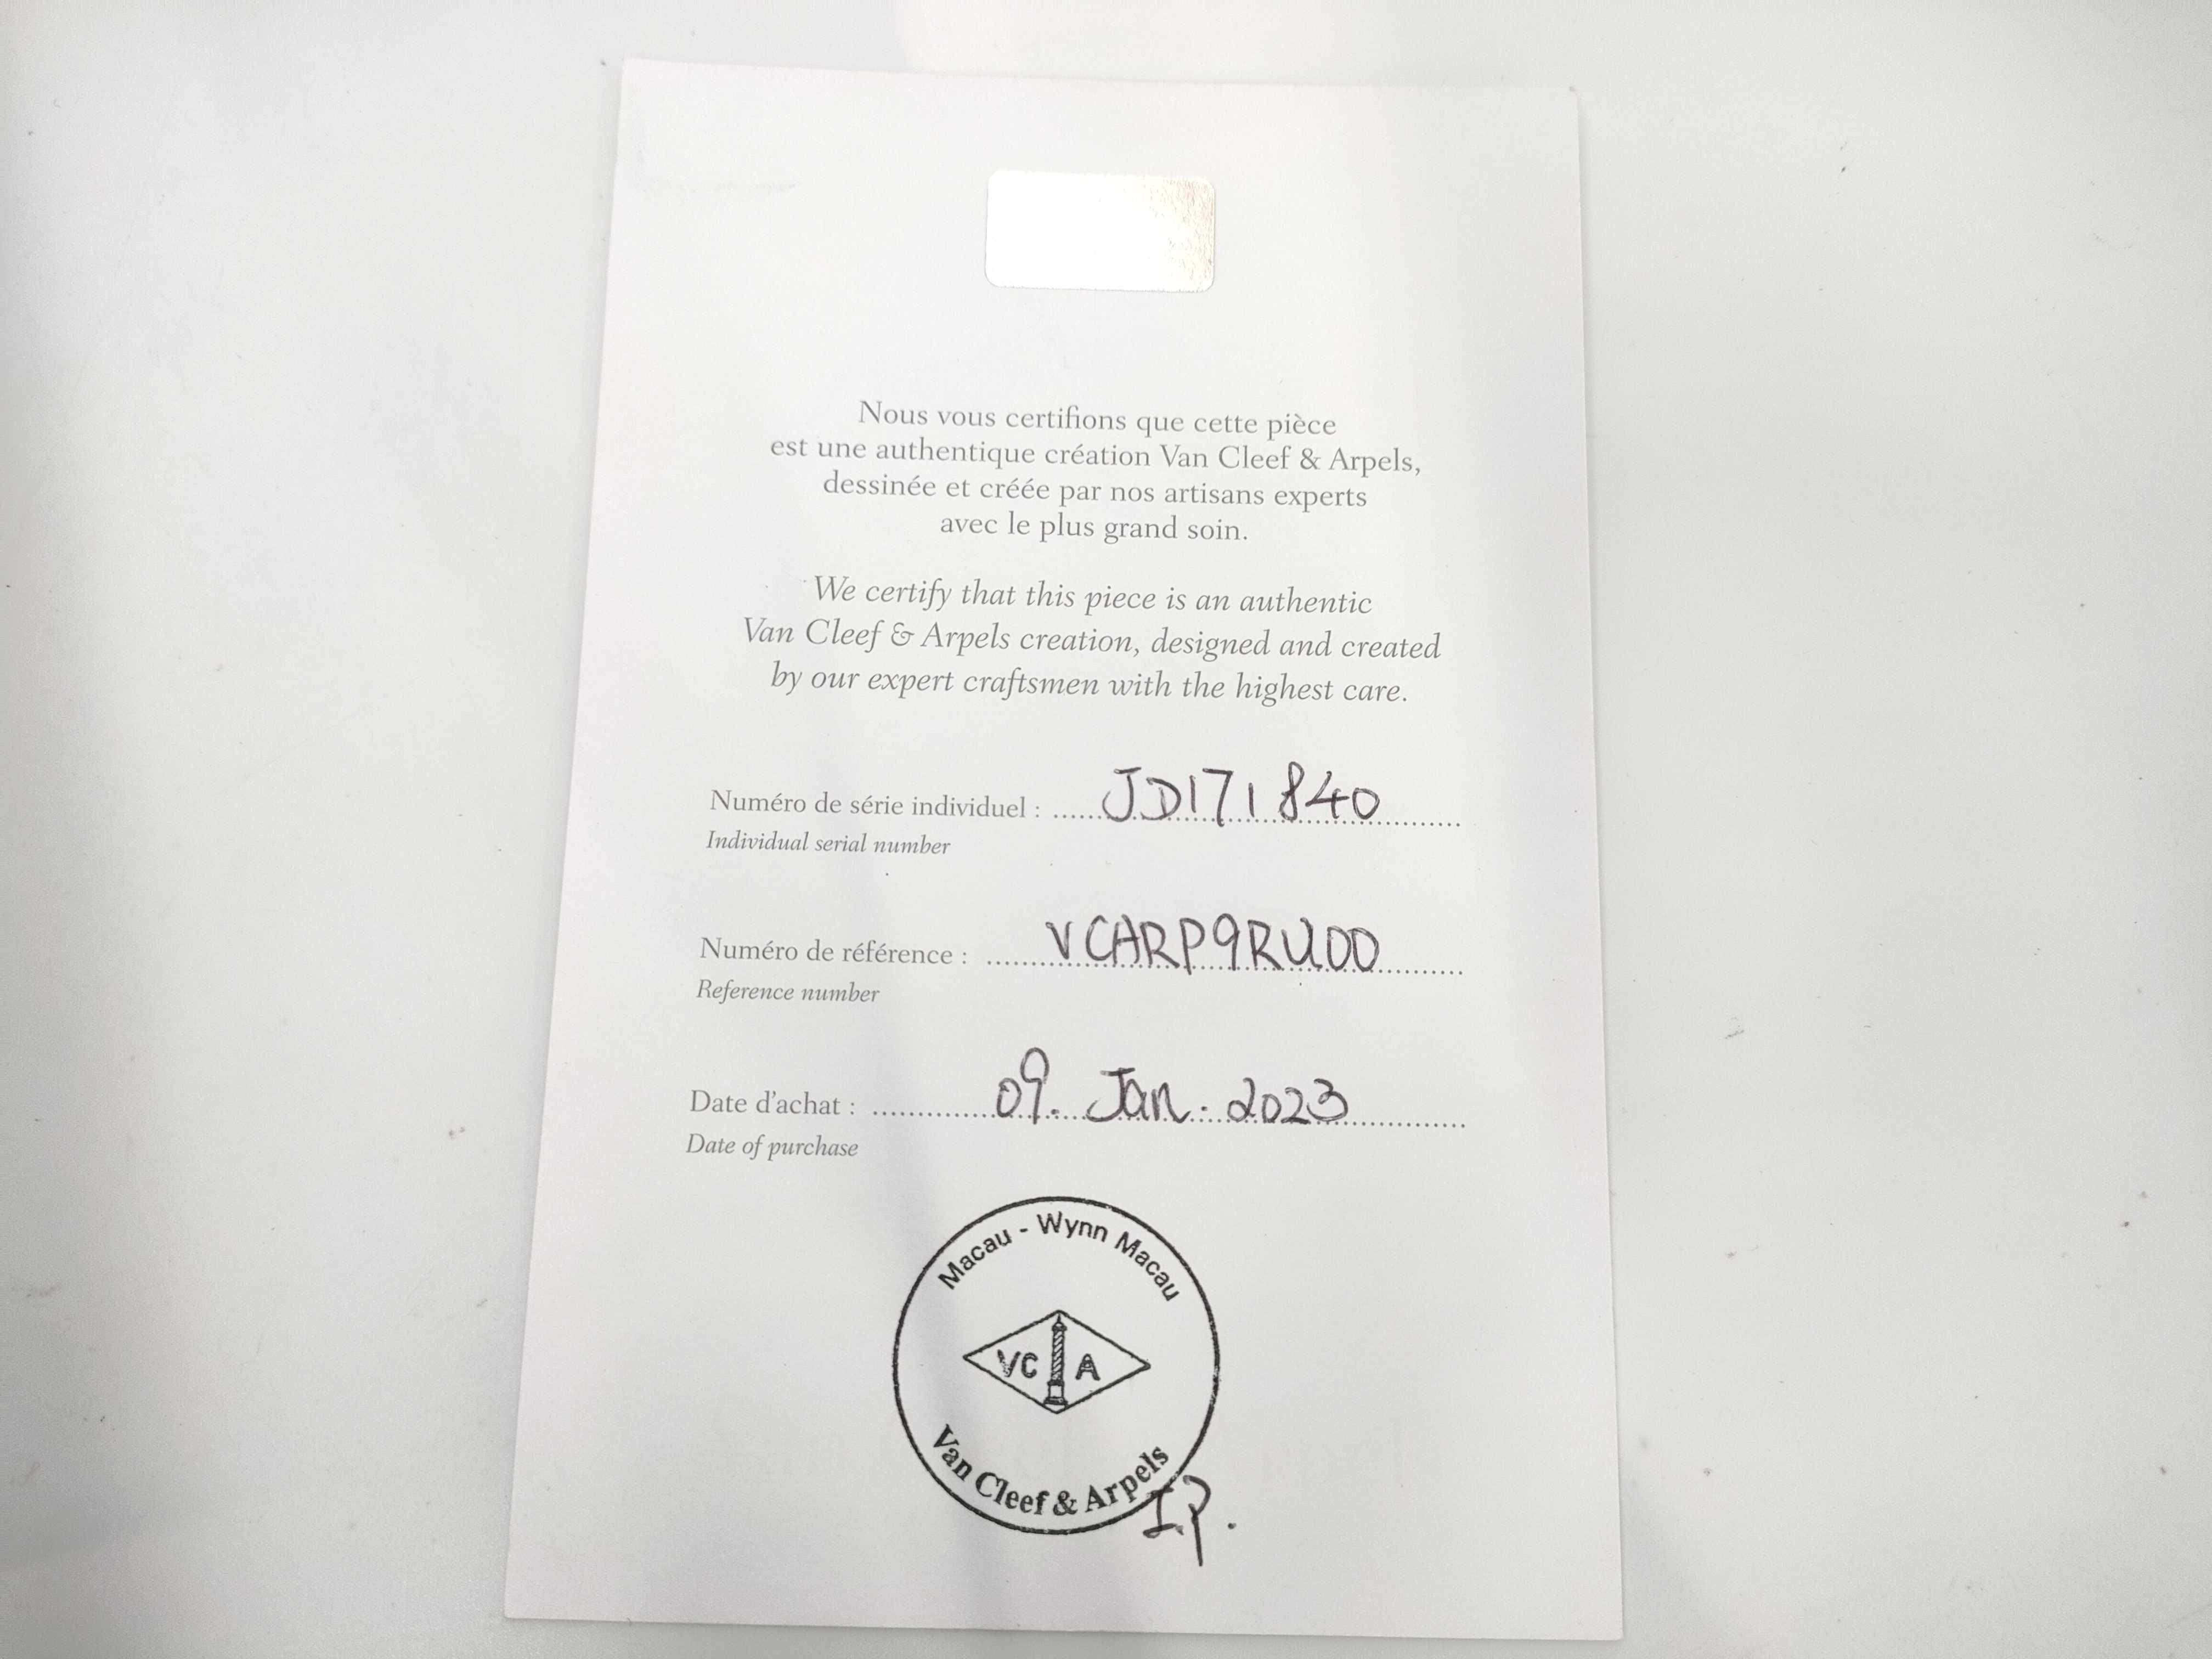 Nous vous certifions que cette pièce
est une authentique création Van Cleef & Arpels,
dessinée et créée par nos artisans experts
avec le plus grand soin.
We certify that this piece is an authentic
Van Cleef & Arpels creation, designed and created
by our expert craftsmen with the highest care.
Numéro de série individuel : JD171840
Individual serial number
Numéro de référence : VCARP9RU00
Reference number
Date d'achat : 09. Jan. 2023
Date of purchase
Macau - Wynn Macau
VC A
Van Cleef & Arpels
I.P.